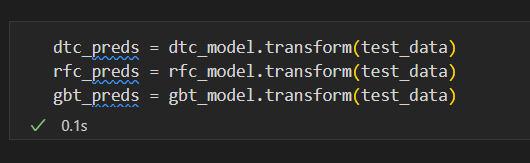 dtc_preds = dtc_model.transform(test_data)
rfc_preds = rfc_model.transform(test_data)
gbt_preds = gbt_model.transform(test_data)
✓ 0.1s